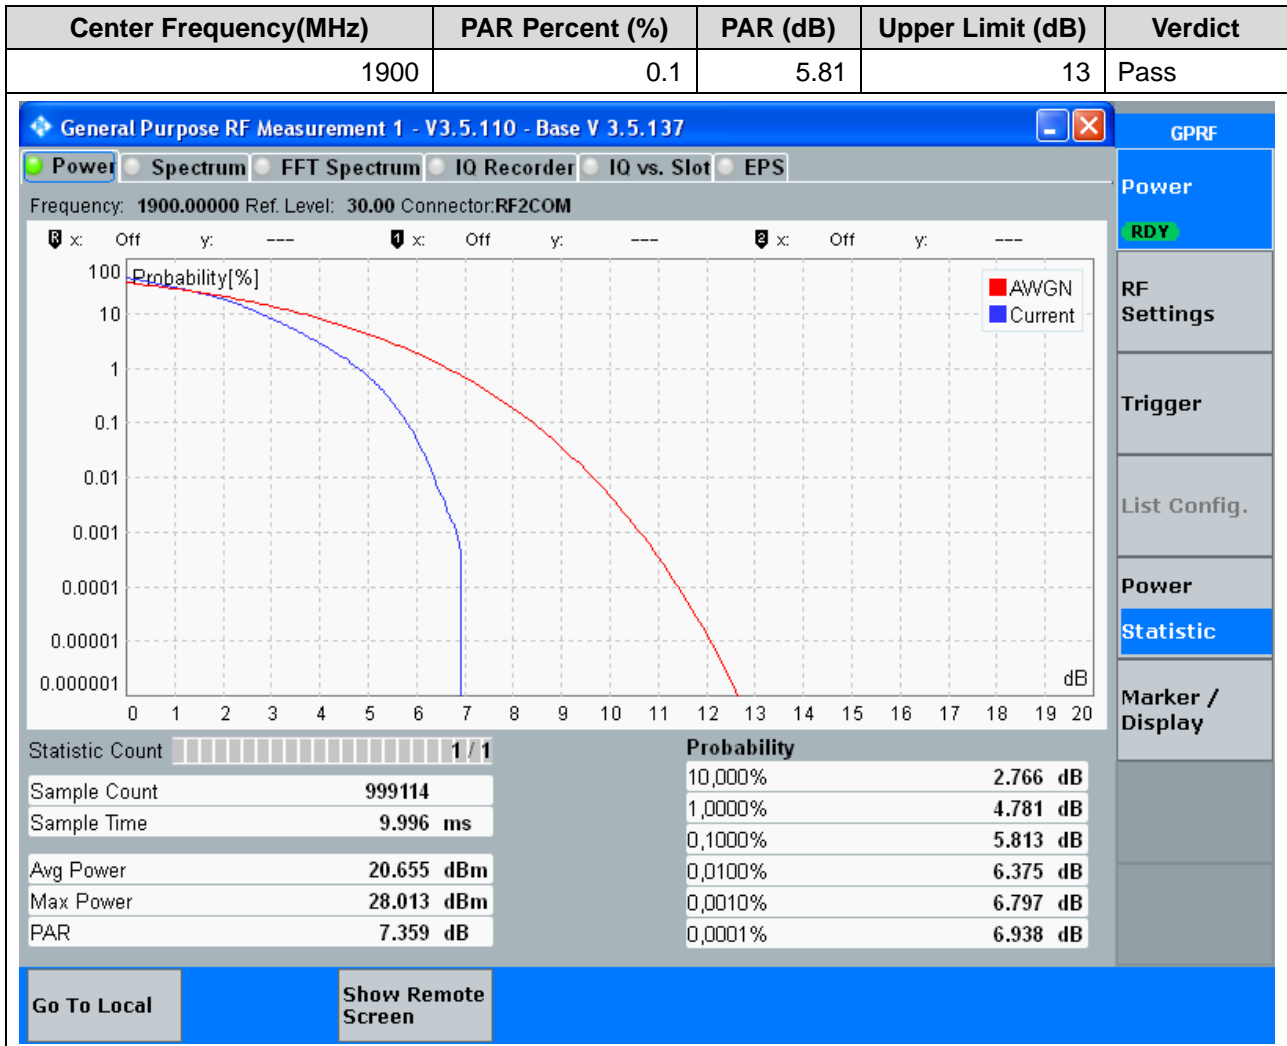 Center Frequency(MHz) PAR Percent (%) PAR (dB) Upper Limit (dB) Verdict
1900 0.1 5.81 13 Pass
General Purpose RF Measurement 1 - V3.5.110 - Base V 3.5.137
GPRF
Power Spectrum FFT Spectrum IQ Recorder IQ vs. Slot EPS
Frequency: 1900.00000 Ref. Level: 30.00 Connector:RF2COM
R x: Off y: --- 1 x: Off y: --- 2 x: Off y: ---
Probability[%]
AWGN
Current
100
10
1
0.1
0.01
0.001
0.0001
0.00001
0.000001
dB
0 1 2 3 4 5 6 7 8 9 10 11 12 13 14 15 16 17 18 19 20
Statistic Count 1 / 1
Sample Count 999114
Sample Time 9.996 ms
Avg Power 20.655 dBm
Max Power 28.013 dBm
PAR 7.359 dB
Probability
10,000% 2.766 dB
1,0000% 4.781 dB
0,1000% 5.813 dB
0,0100% 6.375 dB
0,0010% 6.797 dB
0,0001% 6.938 dB
Power
RDY
RF
Settings
Trigger
List Config.
Power
Statistic
Marker /
Display
Go To Local
Show Remote
Screen